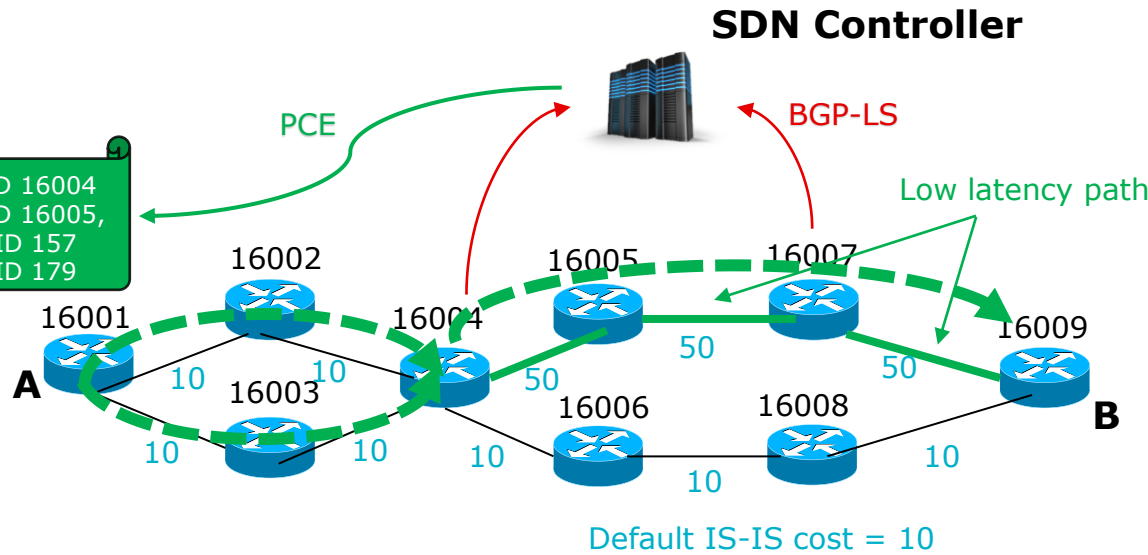 SDN Controller
PCE
BGP-LS
D 16004
D 16005,
ID 157
ID 179
Low latency path
16002
16005
16007
16001
16004
16009
A
10
10
50
50
50
16003
16006
16008
B
10
10
10
10
10
Default IS-IS cost = 10